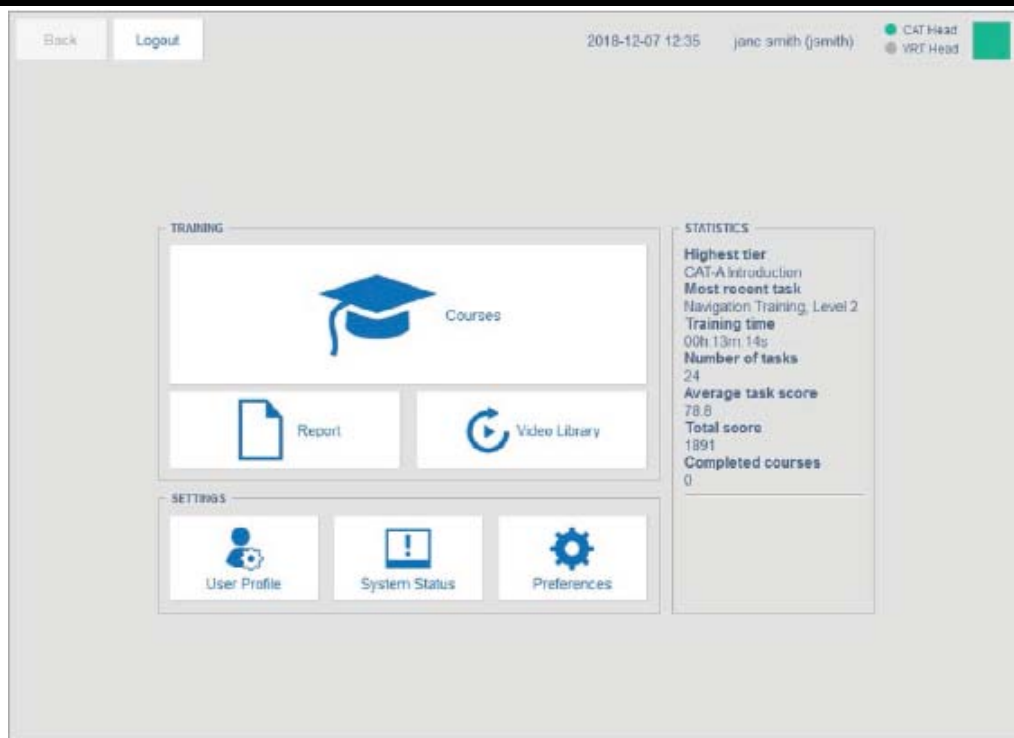 Back
Logout
2018-12-07 12:35
jane smith (jsmith)
CAT Head
VRT Head
TRAINING
Courses
Report
Video Library
SETTINGS
User Profile
System Status
Preferences
STATISTICS
Highest tier
CAT-A Introduction
Most recent task
Navigation Training, Level 2
Training time
00h:13m:14s
Number of tasks
24
Average task score
78.8
Total score
1891
Completed courses
0